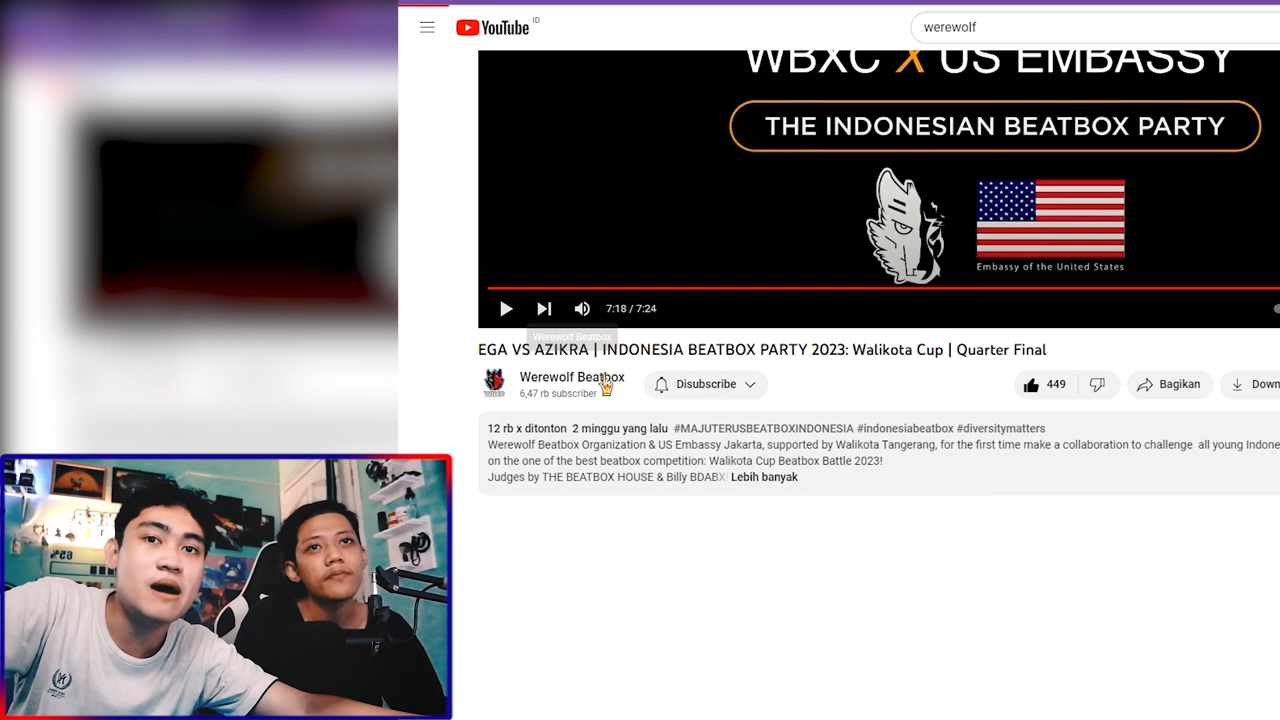 YouTube ID
werewolf
WBXC X US EMBASSY
THE INDONESIAN BEATBOX PARTY
Embassy of the United States
7:18 / 7:24
Werewolf Beatbox
EGA VS AZIKRA | INDONESIA BEATBOX PARTY 2023: Walikota Cup | Quarter Final
Werewolf Beatbox
6,47 rb subscriber
Disubscribe
449
Bagikan
Down
12 rb x ditonton 2 minggu yang lalu #MAJUTERUSBEATBOXINDONESIA #indonesiabeatbox #diversitymatters
Werewolf Beatbox Organization & US Embassy Jakarta, supported by Walikota Tangerang, for the first time make a collaboration to challenge all young Indone
on the one of the best beatbox competition: Walikota Cup Beatbox Battle 2023!
Judges by THE BEATBOX HOUSE & Billy BDABX Lebih banyak